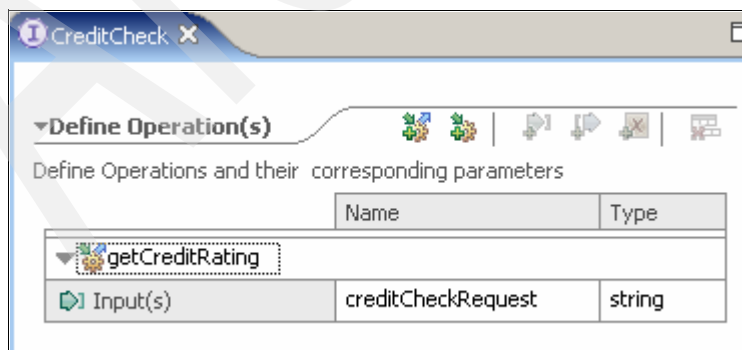 CreditCheck
Define Operation(s)
Define Operations and their corresponding parameters
Name Type
getCreditRating
Input(s) creditCheckRequest string